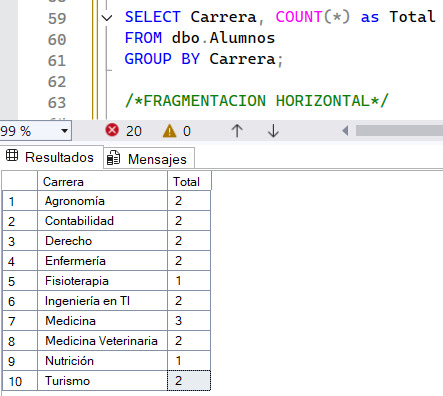 59 SELECT Carrera, COUNT(*) as Total
60 FROM dbo.Alumnos
61 GROUP BY Carrera;
62
63 /*FRAGMENTACION HORIZONTAL*/
99 % 20 0
Resultados Mensajes
Carrera Total
1 Agronomía 2
2 Contabilidad 2
3 Derecho 2
4 Enfermería 2
5 Fisioterapia 1
6 Ingeniería en TI 2
7 Medicina 3
8 Medicina Veterinaria 2
9 Nutrición 1
10 Turismo 2